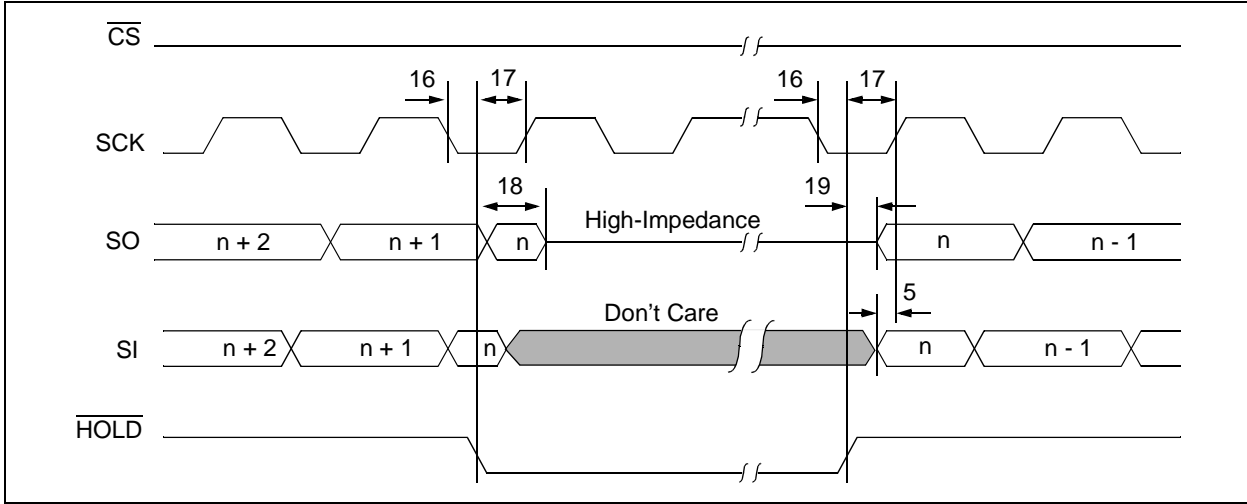 CS
16 17 16 17
SCK
18 19
High-Impedance
SO n + 2 n + 1 n n n - 1
5
Don't Care
SI n + 2 n + 1 n n n - 1
HOLD